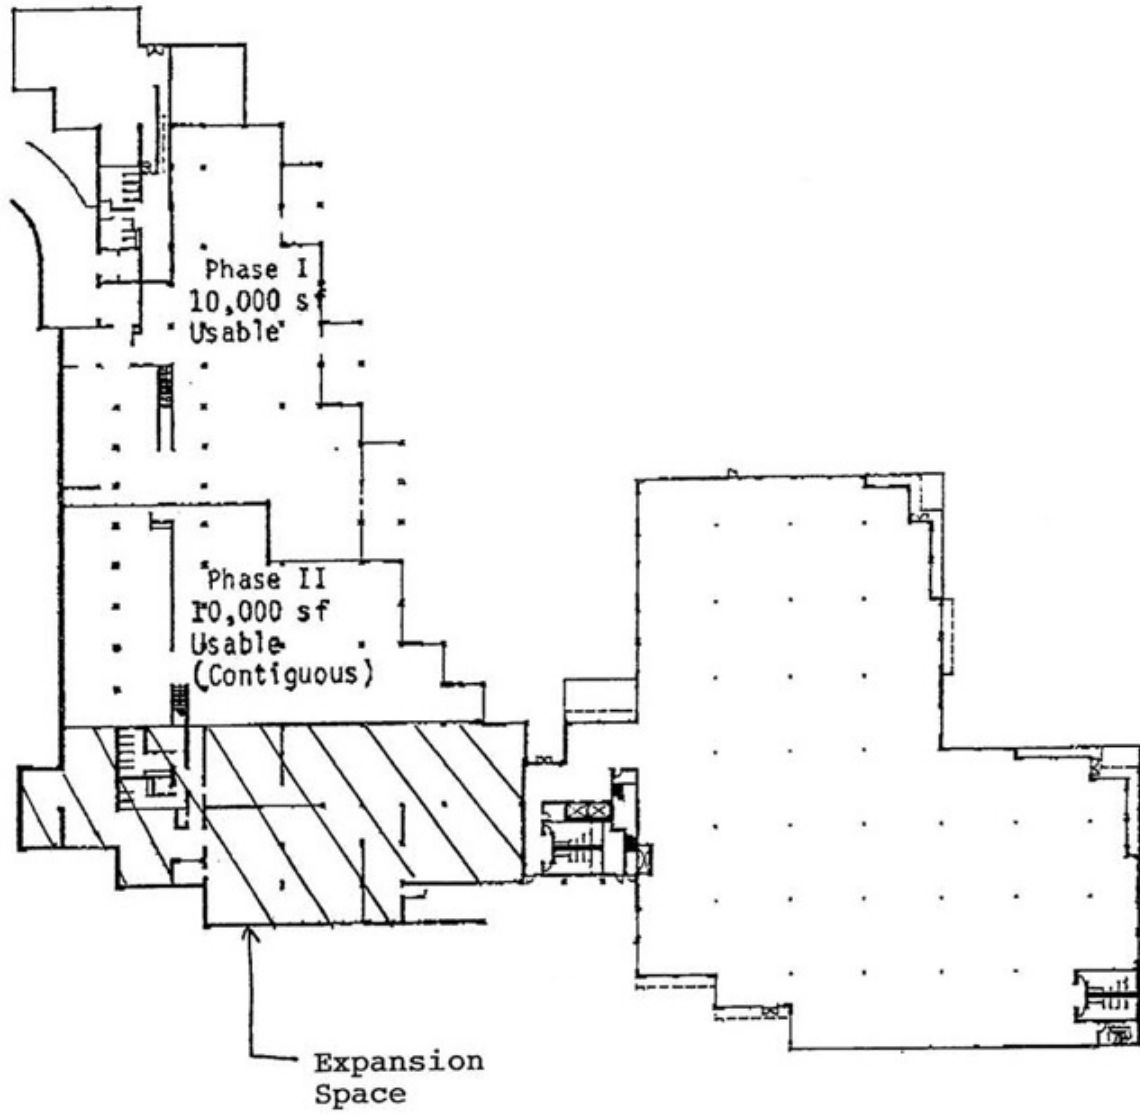 Phase I
10,000 sf
Usable
Phase II
10,000 sf
Usable
(Contiguous)
Expansion
Space